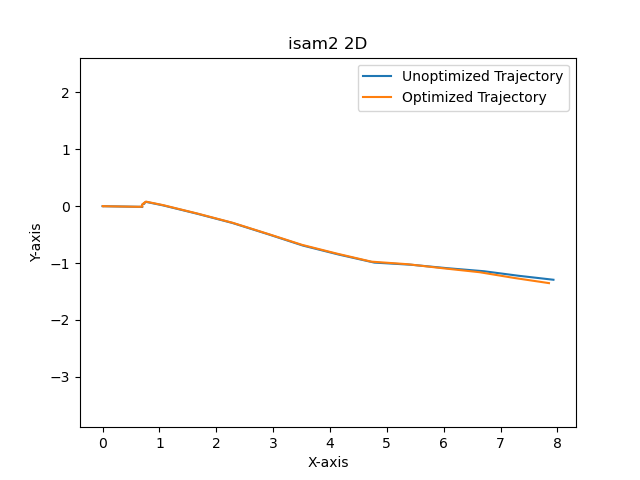 isam2 2D
Unoptimized Trajectory
Optimized Trajectory
2
1
0
−1
−2
−3
Y-axis
0 1 2 3 4 5 6 7 8
X-axis